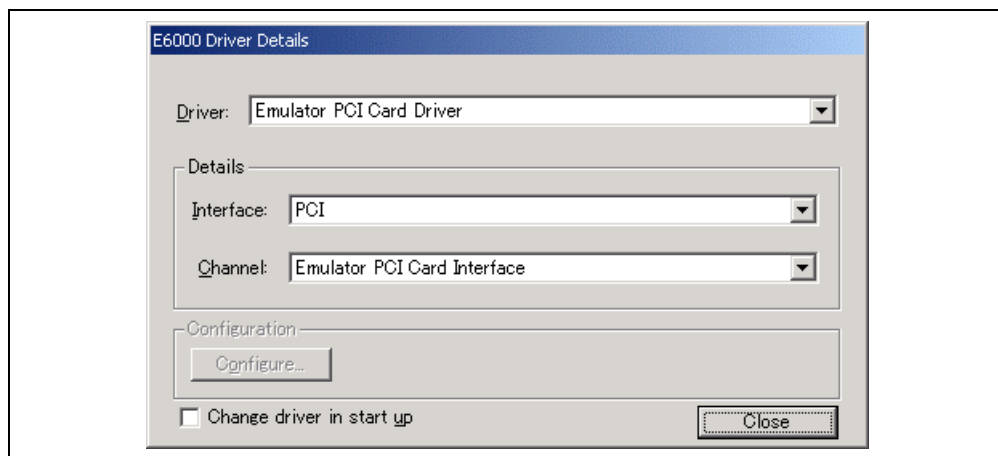 E6000 Driver Details
Driver: Emulator PCI Card Driver
Details
Interface: PCI
Channel: Emulator PCI Card Interface
Configuration
Configure...
Change driver in start up
Close